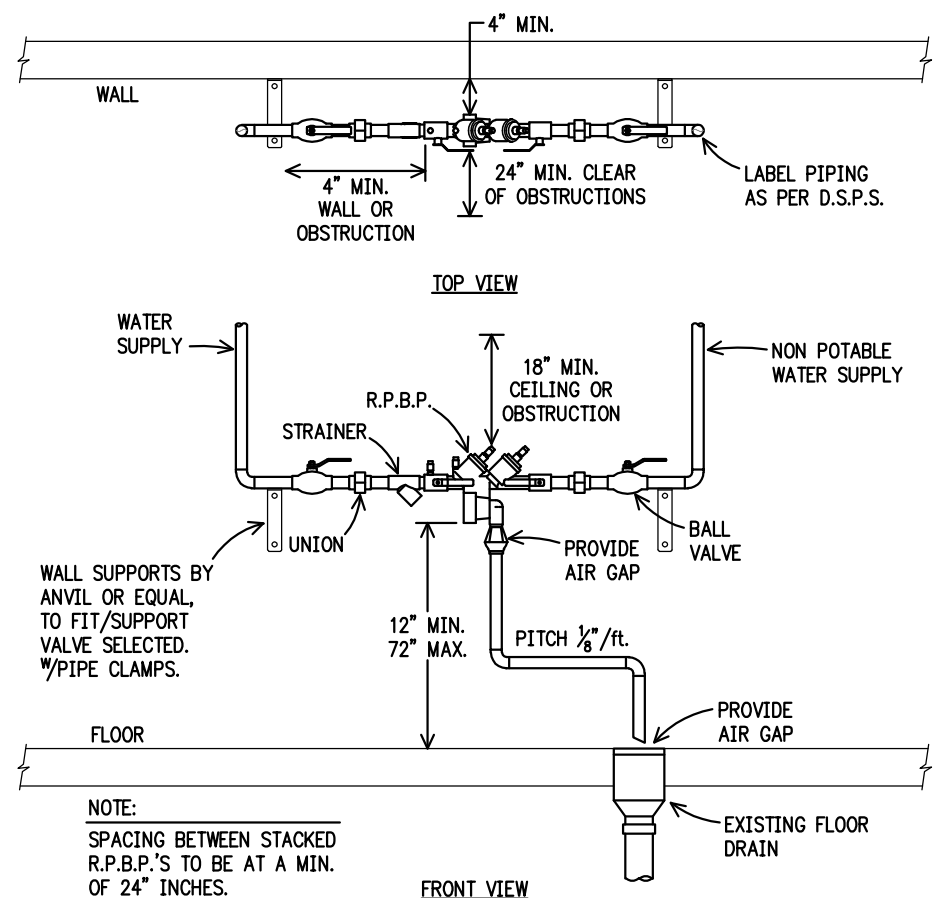 4" MIN.
WALL
4" MIN.
WALL OR
OBSTRUCTION
24" MIN. CLEAR
OF OBSTRUCTIONS
LABEL PIPING
AS PER D.S.P.S.
TOP VIEW
WATER
SUPPLY
18" MIN.
CEILING OR
OBSTRUCTION
NON POTABLE
WATER SUPPLY
R.P.B.P.
STRAINER
UNION
PROVIDE
AIR GAP
BALL
VALVE
WALL SUPPORTS BY
ANVIL OR EQUAL,
TO FIT/SUPPORT
VALVE SELECTED.
W/PIPE CLAMPS.
12" MIN.
72" MAX.
PITCH 1/8"/ft.
PROVIDE
AIR GAP
FLOOR
NOTE:
SPACING BETWEEN STACKED
R.P.B.P.'S TO BE AT A MIN.
OF 24" INCHES.
EXISTING FLOOR
DRAIN
FRONT VIEW